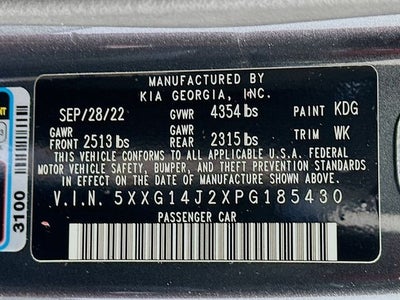 MANUFACTURED BY
KIA GEORGIA, INC.
SEP/28/22 GVWR 4354 lbs PAINT KDG
GAWR FRONT 2513 lbs GAWR REAR 2315 lbs TRIM WK
THIS VEHICLE CONFORMS TO ALL APPLICABLE U.S.A. FEDERAL
MOTOR VEHICLE SAFETY, BUMPER, AND THEFT PREVENTION
STANDARDS IN EFFECT ON THE DATE OF MANUFACTURE SHOWN ABOVE.
V.I.N. 5XXG14J2XPG185430
PASSENGER CAR
3100